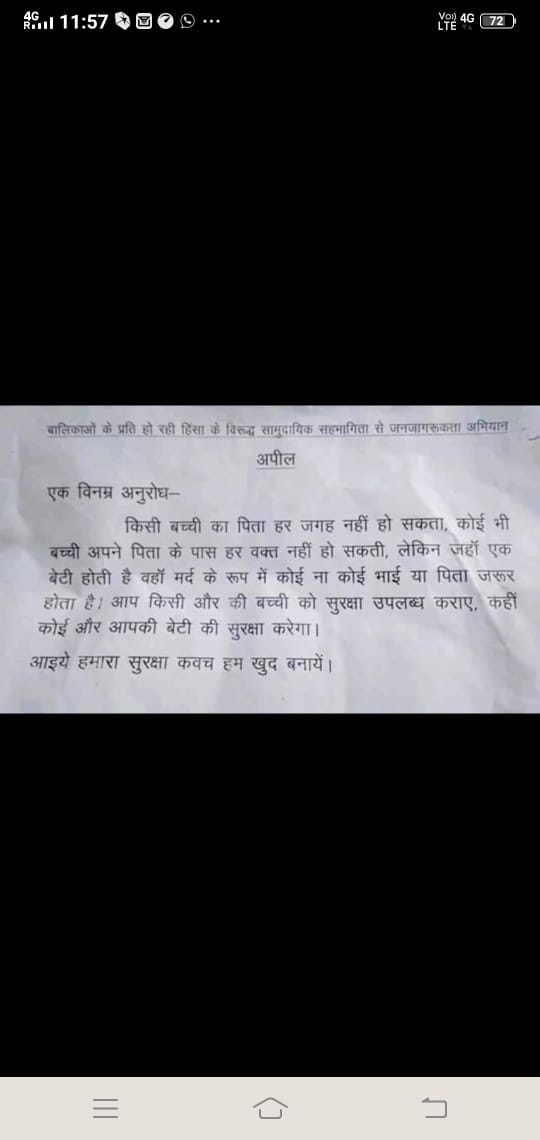 4G
R
11:57
Vo)) 4G
LTE
72
बालिकाओं के प्रति हो रही हिंसा के विरूद्ध सामुदायिक सहभागिता से जनजागरूकता अभियान
अपील
एक विनम्र अनुरोध–
किसी बच्ची का पिता हर जगह नहीं हो सकता, कोई भी
बच्ची अपने पिता के पास हर वक्त नहीं हो सकती, लेकिन जहॉ एक
बेटी होती है वहॉ मर्द के रूप में कोई ना कोई भाई या पिता जरूर
होता है। आप किसी और की बच्ची को सुरक्षा उपलब्ध कराए, कहीं
कोई और आपकी बेटी की सुरक्षा करेगा।
आइये हमारा सुरक्षा कवच हम खुद बनायें।